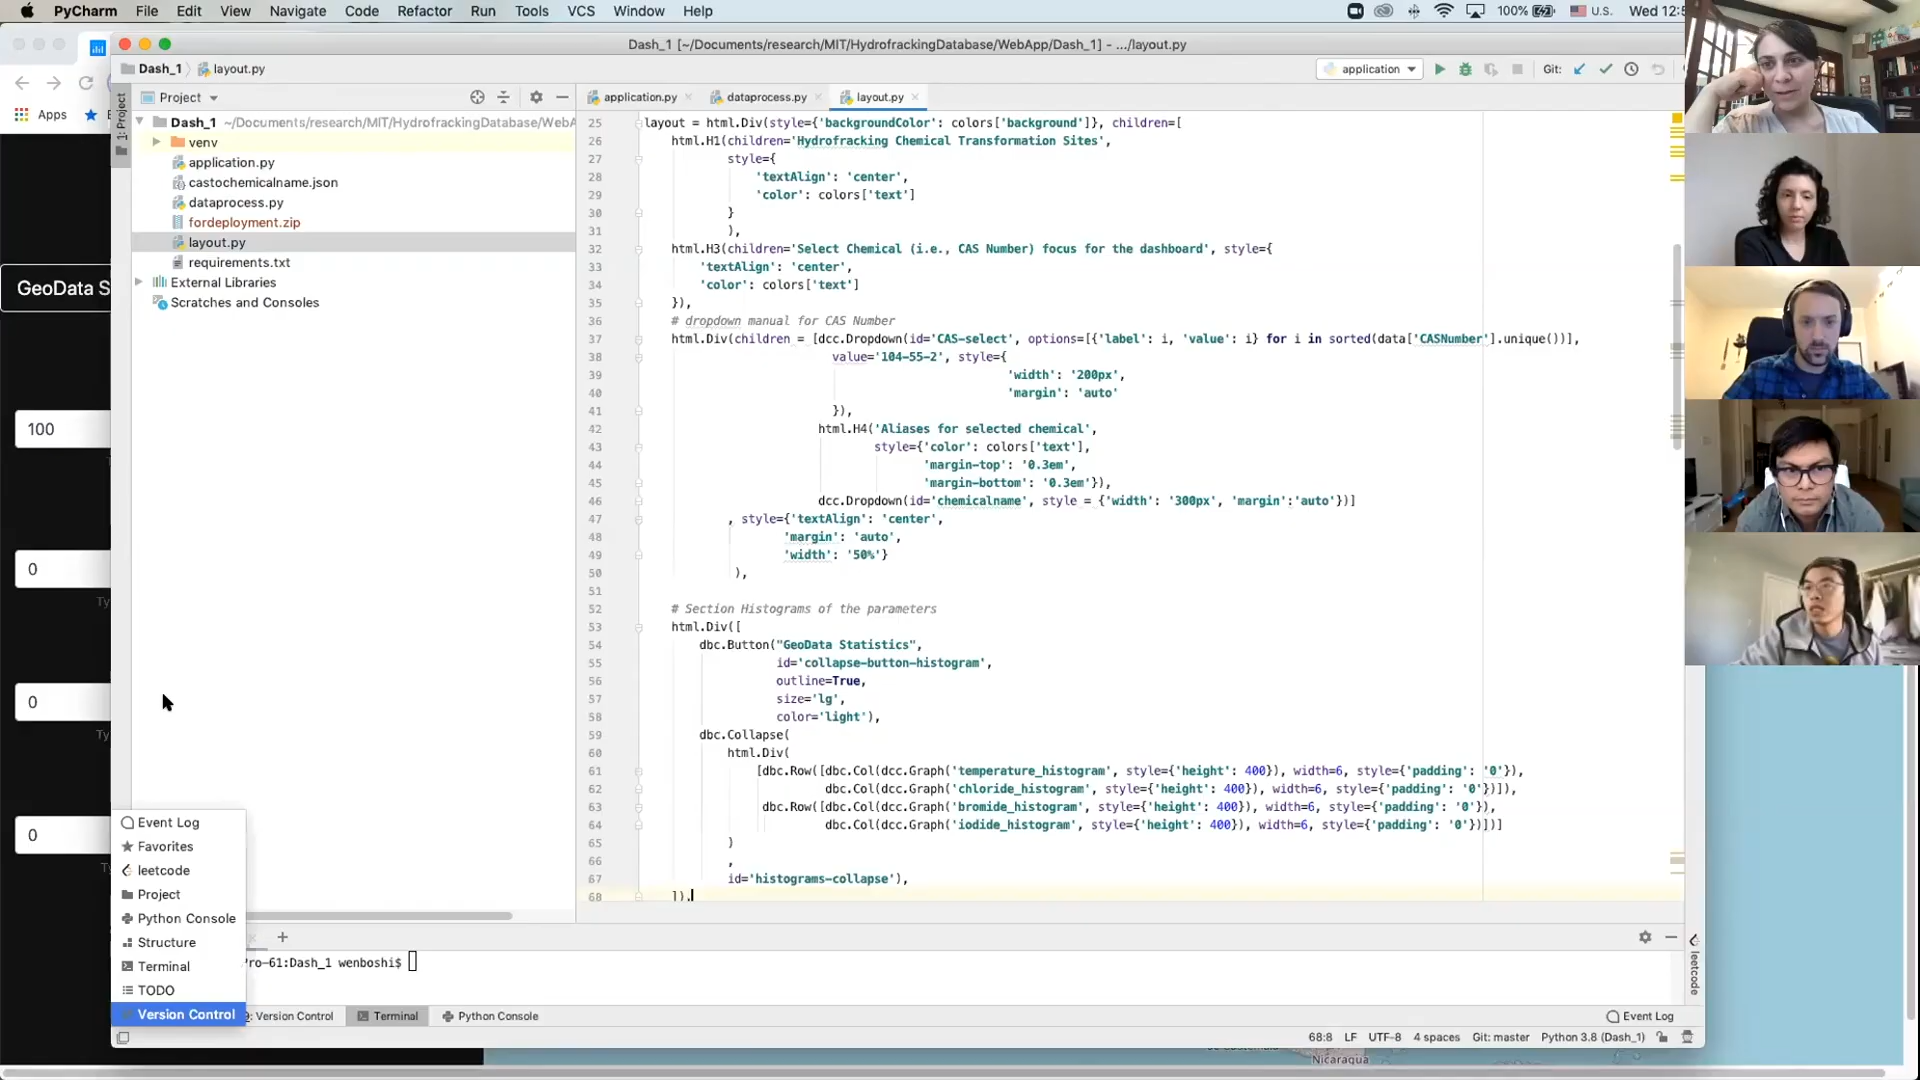 PyCharm File Edit View Navigate Code Refactor Run Tools VCS Window Help 100% U.S. Wed 12:5
Dash_1 [~/Documents/research/MIT/HydrofrackingDatabase/WebApp/Dash_1] - .../layout.py
Dash_1 layout.py application Git:
Apps
1: Project
Project
application.py dataprocess.py layout.py
Dash_1 ~/Documents/research/MIT/HydrofrackingDatabase/WebA
venv
application.py
castochemicalname.json
dataprocess.py
fordeployment.zip
layout.py
requirements.txt
External Libraries
Scratches and Consoles
GeoData S
100
0
Ty
0
Ty
0
25 layout = html.Div(style={'backgroundColor': colors['background']}, children=[
26 html.H1(children='Hydrofracking Chemical Transformation Sites',
27 style={
28 'textAlign': 'center',
29 'color': colors['text']
30 }
31 ),
32 html.H3(children='Select Chemical (i.e., CAS Number) focus for the dashboard', style={
33 'textAlign': 'center',
34 'color': colors['text']
35 }),
36 # dropdown manual for CAS Number
37 html.Div(children = [dcc.Dropdown(id='CAS-select', options=[{'label': i, 'value': i} for i in sorted(data['CASNumber'].unique())],
38 value='104-55-2', style={
39 'width': '200px',
40 'margin': 'auto'
41 }),
42 html.H4('Aliases for selected chemical',
43 style={'color': colors['text'],
44 'margin-top': '0.3em',
45 'margin-bottom': '0.3em'}),
46 dcc.Dropdown(id='chemicalname', style = {'width': '300px', 'margin':'auto'})]
47 , style={'textAlign': 'center',
48 'margin': 'auto',
49 'width': '50%'}
50 ),
51
52 # Section Histograms of the parameters
53 html.Div([
54 dbc.Button("GeoData Statistics",
55 id='collapse-button-histogram',
56 outline=True,
57 size='lg',
58 color='light'),
59 dbc.Collapse(
60 html.Div(
61 [dbc.Row([dbc.Col(dcc.Graph('temperature_histogram', style={'height': 400}), width=6, style={'padding': '0'}),
62 dbc.Col(dcc.Graph('chloride_histogram', style={'height': 400}), width=6, style={'padding': '0'})]),
63 dbc.Row([dbc.Col(dcc.Graph('bromide_histogram', style={'height': 400}), width=6, style={'padding': '0'}),
64 dbc.Col(dcc.Graph('iodide_histogram', style={'height': 400}), width=6, style={'padding': '0'})])]
65 )
66 ,
67 id='histograms-collapse'),
68 ]),
Event Log
Favorites
leetcode
Project
Python Console
Structure
Terminal
TODO
Version Control
Pro-61:Dash_1 wenboshi$
leetcode
9: Version Control Terminal Python Console Event Log
68:8 LF UTF-8 4 spaces Git: master Python 3.8 (Dash_1)
Nicaragua